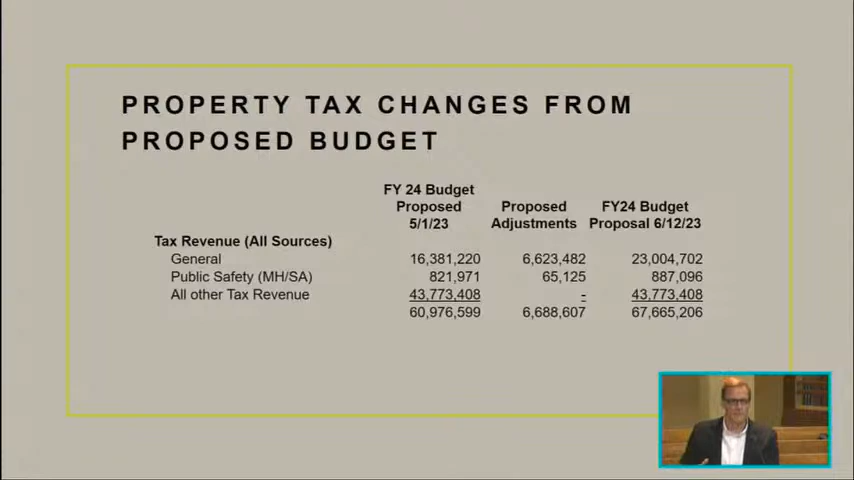 PROPERTY TAX CHANGES FROM
PROPOSED BUDGET
FY 24 Budget
Proposed Proposed FY24 Budget
5/1/23 Adjustments Proposal 6/12/23
Tax Revenue (All Sources)
General 16,381,220 6,623,482 23,004,702
Public Safety (MH/SA) 821,971 65,125 887,096
All other Tax Revenue 43,773,408 - 43,773,408
60,976,599 6,688,607 67,665,206